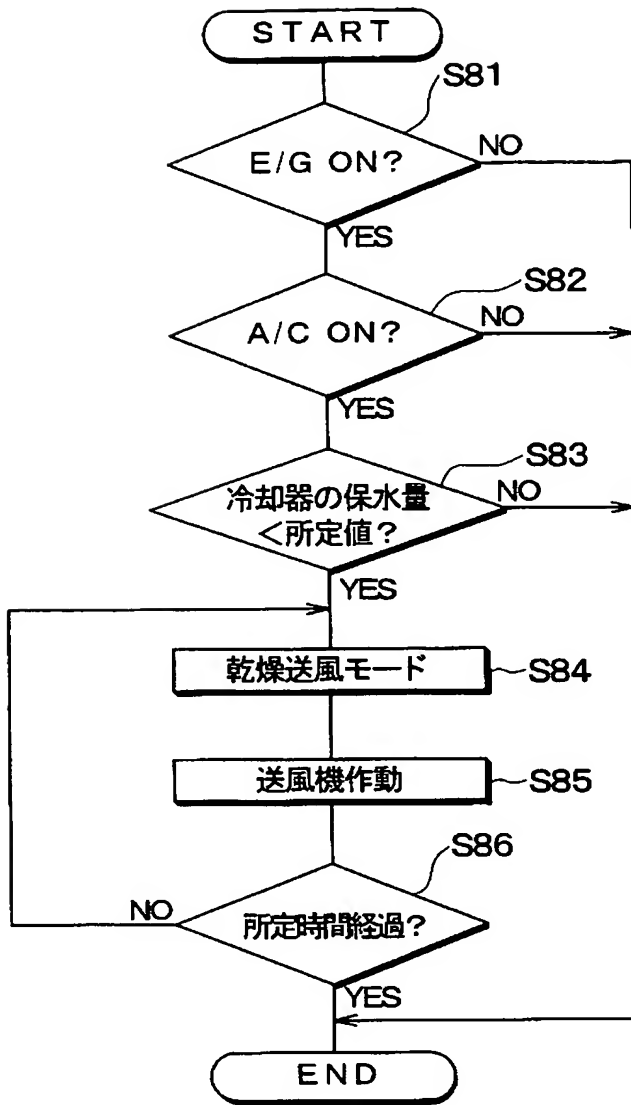 START
S81
E/G ON?
NO
YES
S82
A/C ON?
NO
YES
S83
冷却器の保水量
<所定値?
NO
YES
乾燥送風モード
S84
送風機作動
S85
S86
所定時間経過?
NO
YES
END